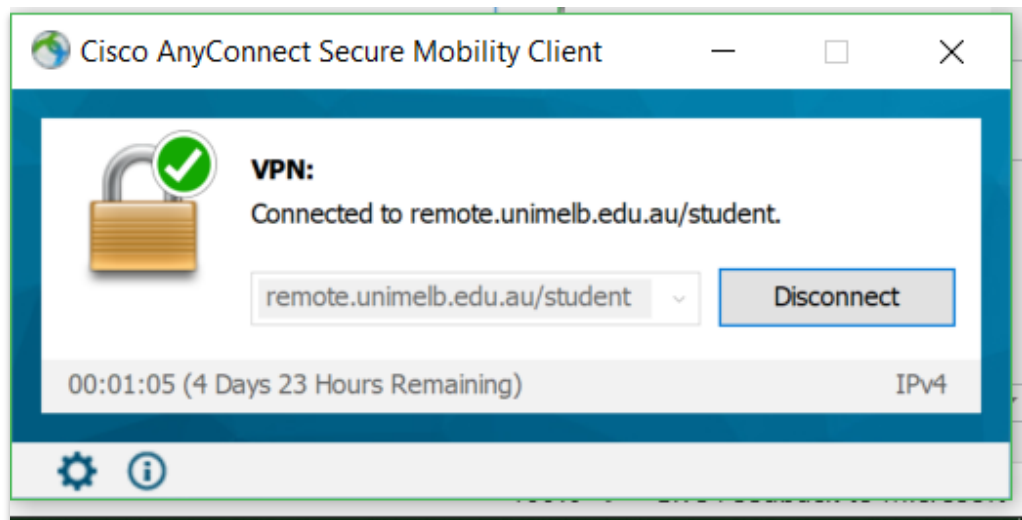 Cisco AnyConnect Secure Mobility Client
VPN:
Connected to remote.unimelb.edu.au/student.
remote.unimelb.edu.au/student
Disconnect
00:01:05 (4 Days 23 Hours Remaining)
IPv4